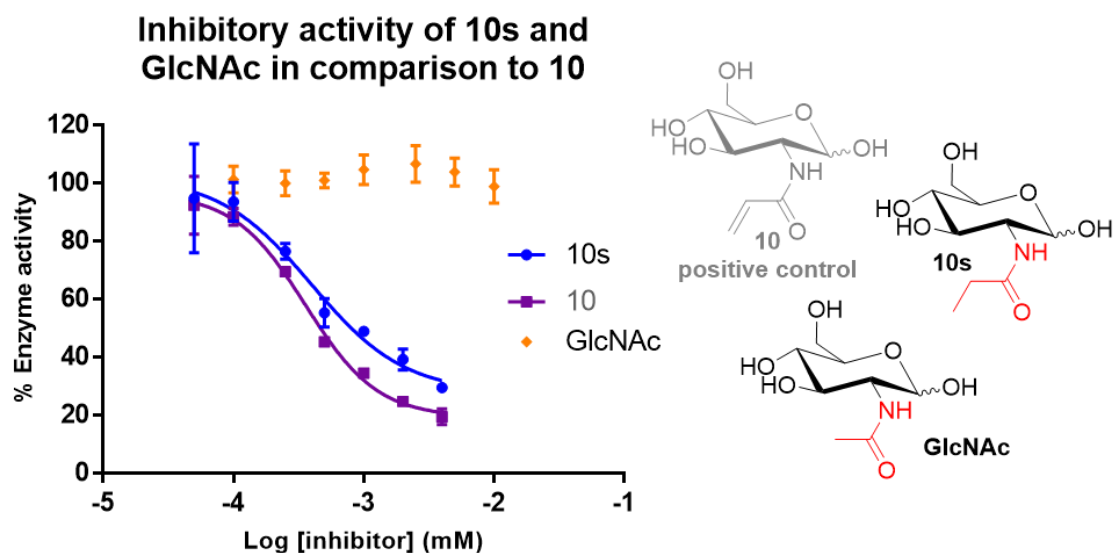 Inhibitory activity of 10s and
GlcNAc in comparison to 10
% Enzyme activity
120
100
80
60
40
20
0
-5
-4
-3
-2
-1
Log [inhibitor] (mM)
10s
10
GlcNAc
OH
HO
HO
O
OH
NH
O
10
positive control
OH
HO
HO
O
OH
NH
O
10s
OH
HO
HO
O
OH
NH
O
GlcNAc